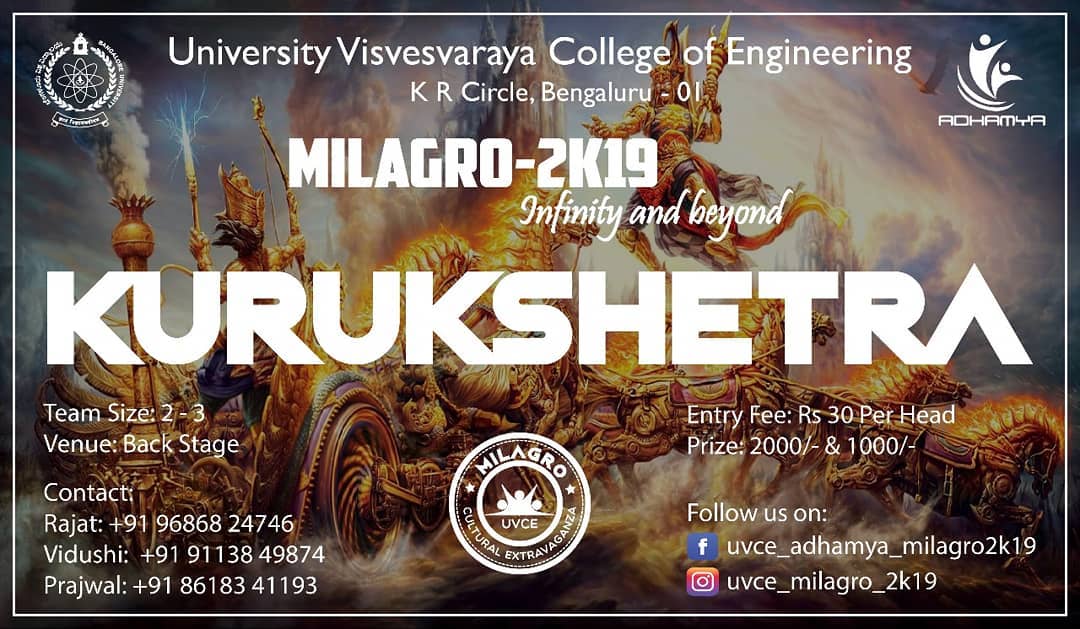 University Visvesvaraya College of Engineering
K R Circle, Bengaluru - 01
BANGALORE UNIVERSITY
ADHAMYA
MILAGRO-2K19
Infinity and beyond
KURUKSHETRA
Team Size: 2 - 3
Venue: Back Stage
Contact:
Rajat: +91 96868 24746
Vidushi: +91 91138 49874
Prajwal: +91 86183 41193
MILAGRO
UVCE
CULTURAL EXTRAVAGANZA
Entry Fee: Rs 30 Per Head
Prize: 2000/- & 1000/-
Follow us on:
uvce_adhamya_milagro2k19
uvce_milagro_2k19